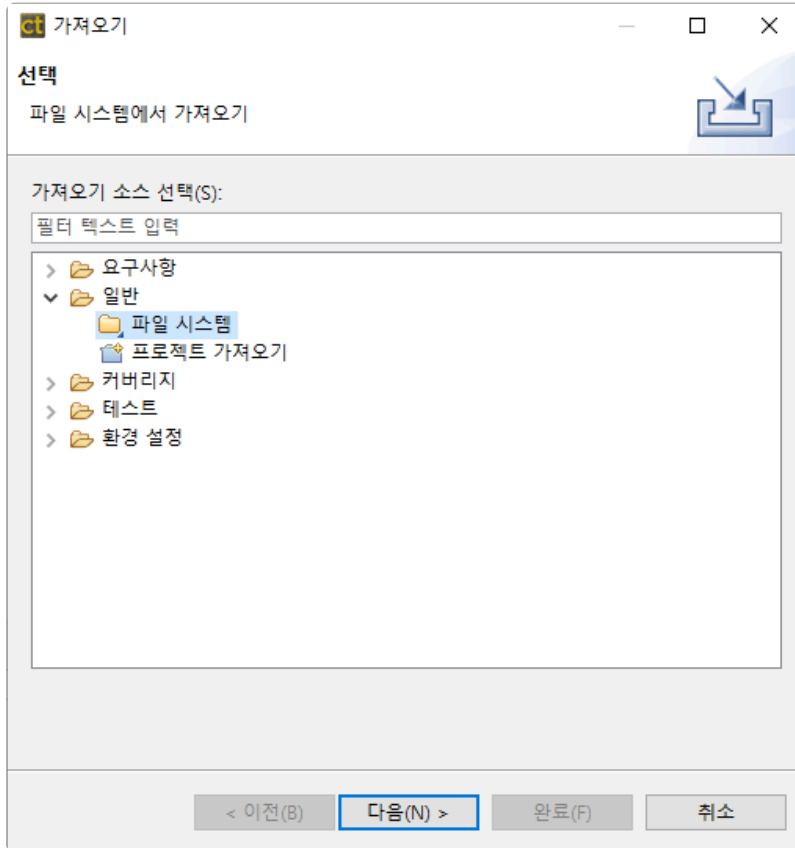 ct 가져오기
선택
파일 시스템에서 가져오기
가져오기 소스 선택(S):
필터 텍스트 입력
요구사항
일반
파일 시스템
프로젝트 가져오기
커버리지
테스트
환경 설정
< 이전(B) 다음(N) > 완료(F) 취소